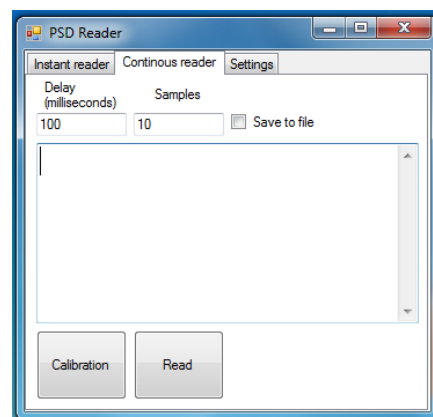 PSD Reader
Instant reader Continous reader Settings
Delay
(milliseconds)
Samples
100
10
Save to file
Calibration
Read